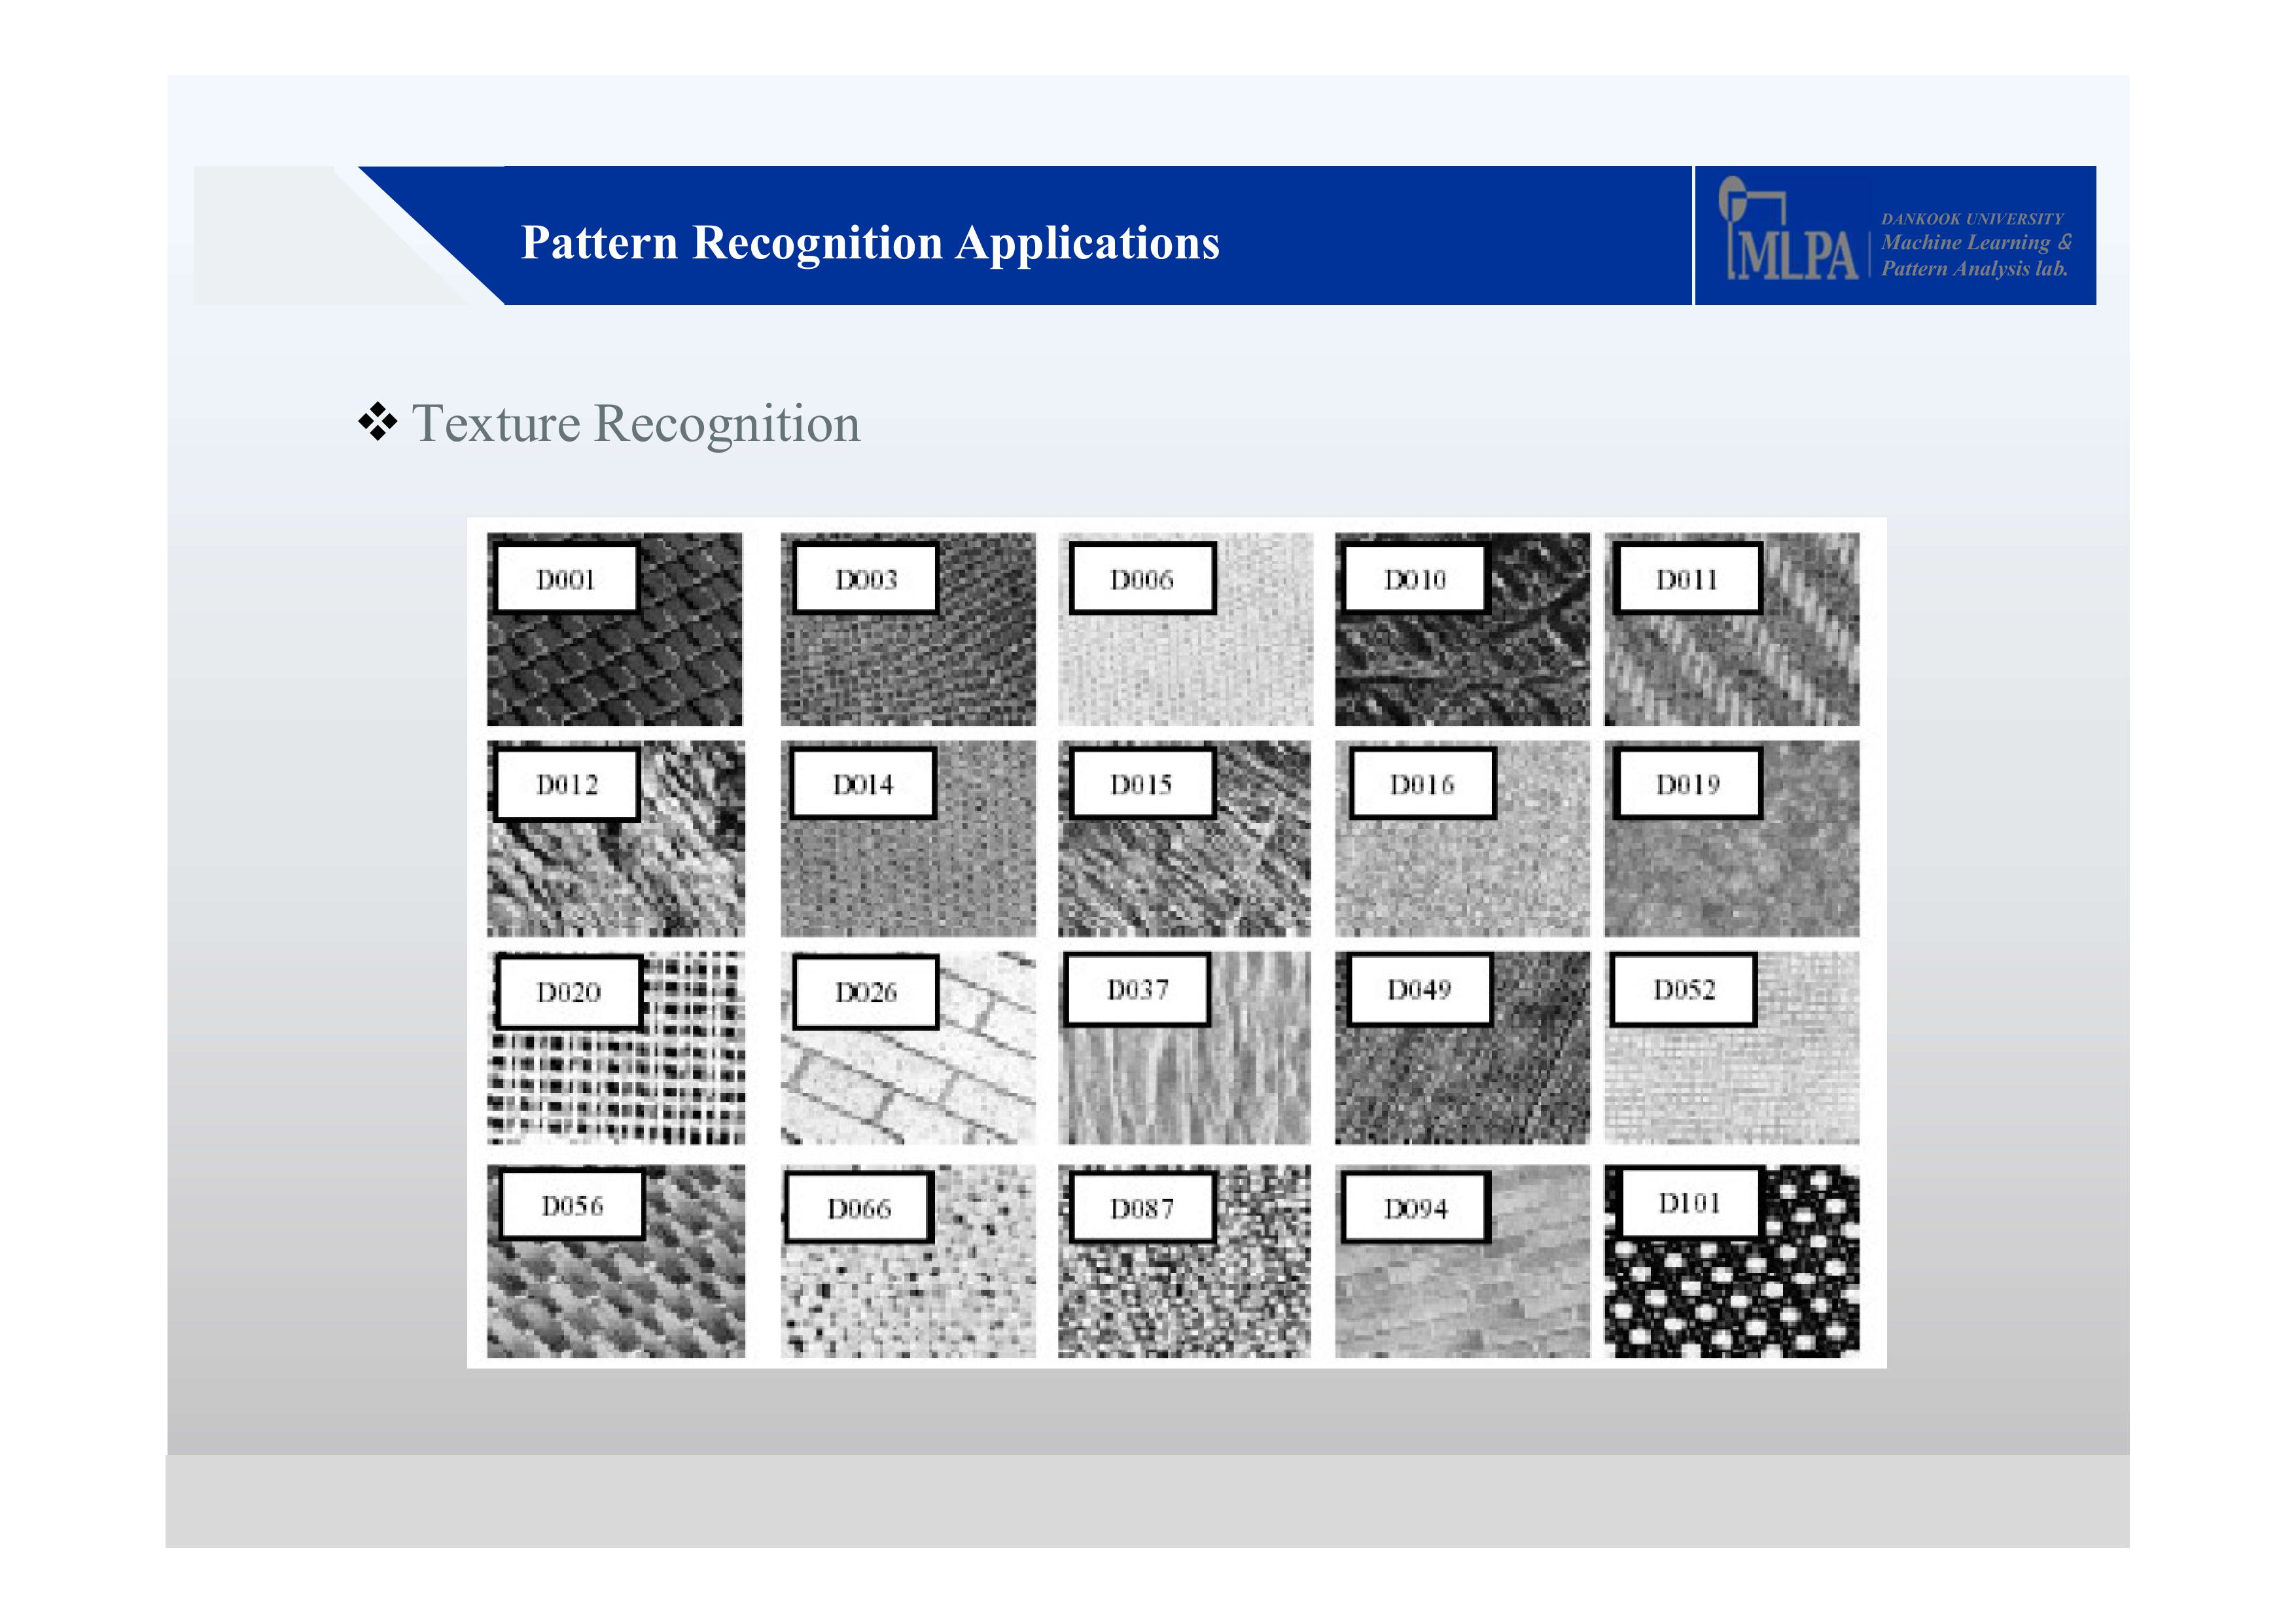 Pattern Recognition Applications
MLPA
DANKOOK UNIVERSITY
Machine Learning &
Pattern Analysis lab.
❖ Texture Recognition
D001 D003 D006 D010 D011
D012 D014 D015 D016 D019
D020 D026 D037 D049 D052
D056 D066 D087 D094 D101